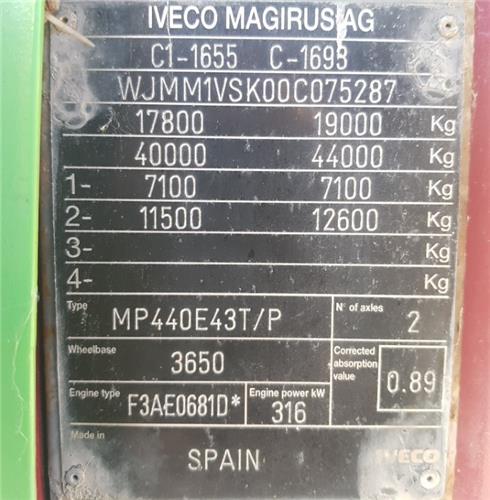 IVECO MAGIRUS AG
C1-1655 C-1693
WJMM1VSK00C075287
17800 19000 Kg
40000 44000 Kg
1- 7100 7100 Kg
2- 11500 12600 Kg
3- Kg
4- Kg
Type MP440E43T/P N° of axles 2
Wheelbase 3650 Corrected absorption value 0.89
Engine type F3AE0681D* Engine power kW 316
Made in SPAIN IVECO